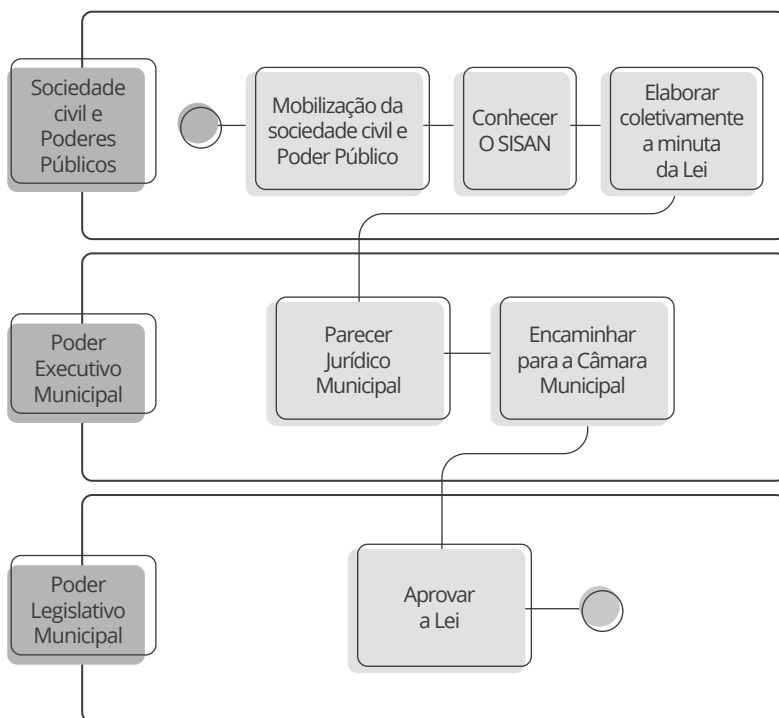 Sociedade
civil e
Poderes
Públicos
Mobilização da
sociedade civil e
Poder Público
Conhecer
O SISAN
Elaborar
coletivamente
a minuta
da Lei
Poder
Executivo
Municipal
Parecer
Jurídico
Municipal
Encaminhar
para a Câmara
Municipal
Poder
Legislativo
Municipal
Aprovar
a Lei